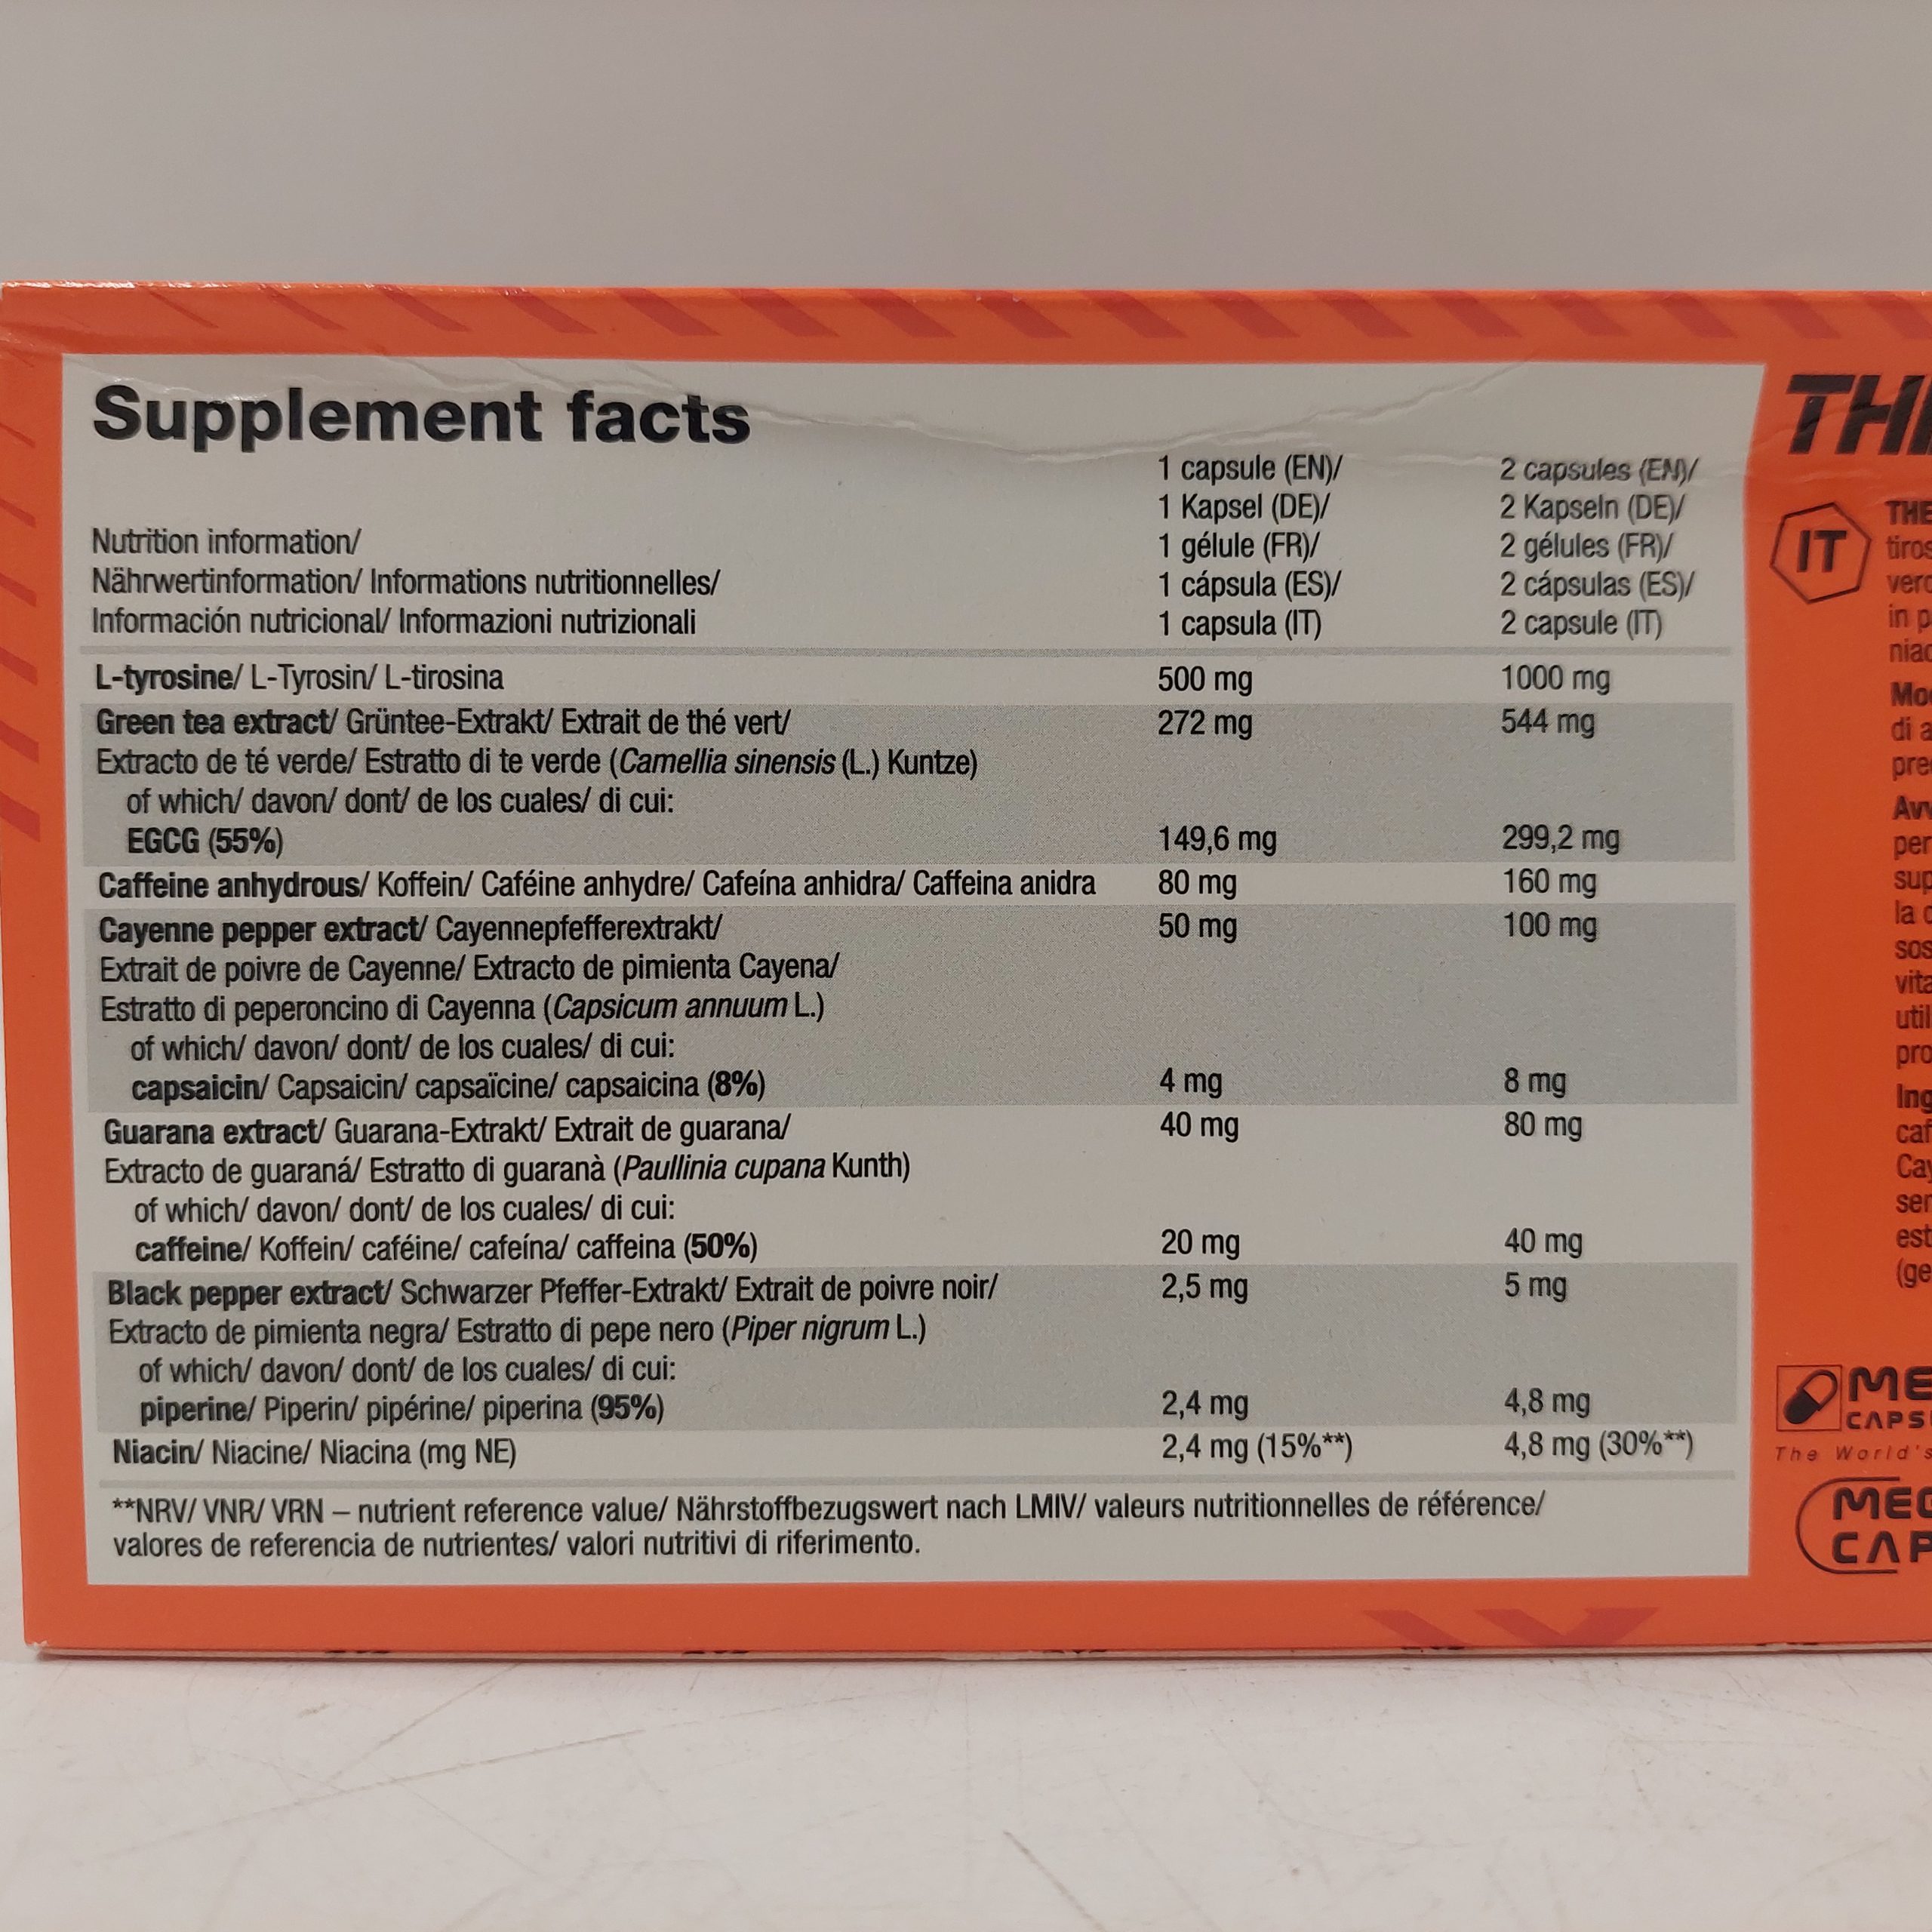 Supplement facts
1 capsule (EN)/ 2 capsules (EN)/
1 Kapsel (DE)/ 2 Kapseln (DE)/
Nutrition information/ 1 gélule (FR)/ 2 gélules (FR)/
Nährwertinformation/ Informations nutritionnelles/ 1 cápsula (ES)/ 2 cápsulas (ES)/
Información nutricional/ Informazioni nutrizionali 1 capsula (IT) 2 capsule (IT)
L-tyrosine/ L-Tyrosin/ L-tirosina 500 mg 1000 mg
Green tea extract/ Grüntee-Extrakt/ Extrait de thé vert/ 272 mg 544 mg
Extracto de té verde/ Estratto di te verde (Camellia sinensis (L.) Kuntze)
of which/ davon/ dont/ de los cuales/ di cui:
EGCG (55%) 149,6 mg 299,2 mg
Caffeine anhydrous/ Koffein/ Caféine anhydre/ Cafeína anhidra/ Caffeina anidra 80 mg 160 mg
Cayenne pepper extract/ Cayennepfefferextrakt/ 50 mg 100 mg
Extrait de poivre de Cayenne/ Extracto de pimienta Cayena/
Estratto di peperoncino di Cayenna (Capsicum annuum L.)
of which/ davon/ dont/ de los cuales/ di cui:
capsaicin/ Capsaicin/ capsaïcine/ capsaicina (8%) 4 mg 8 mg
Guarana extract/ Guarana-Extrakt/ Extrait de guarana/ 40 mg 80 mg
Extracto de guaraná/ Estratto di guaranà (Paullinia cupana Kunth)
of which/ davon/ dont/ de los cuales/ di cui:
caffeine/ Koffein/ caféine/ cafeína/ caffeina (50%) 20 mg 40 mg
Black pepper extract/ Schwarzer Pfeffer-Extrakt/ Extrait de poivre noir/ 2,5 mg 5 mg
Extracto de pimienta negra/ Estratto di pepe nero (Piper nigrum L.)
of which/ davon/ dont/ de los cuales/ di cui:
piperine/ Piperin/ pipérine/ piperina (95%) 2,4 mg 4,8 mg
Niacin/ Niacine/ Niacina (mg NE) 2,4 mg (15%**) 4,8 mg (30%**)
**NRV/ VNR/ VRN – nutrient reference value/ Nährstoffbezugswert nach LMIV/ valeurs nutritionnelles de référence/
valores de referencia de nutrientes/ valori nutritivi di riferimento.
IT
di
in
la
The World's